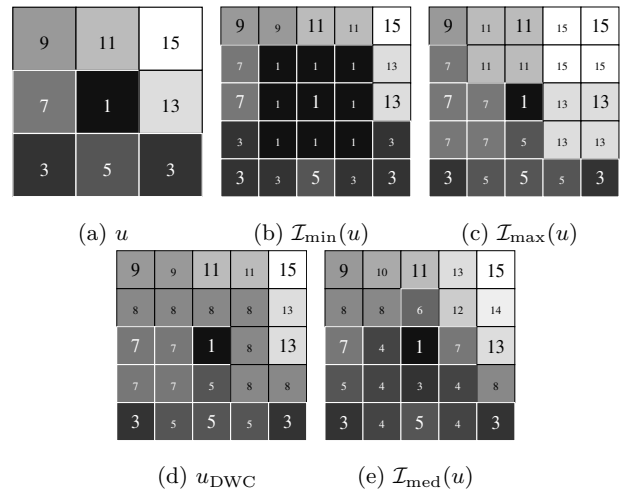 9 11 15
7 1 13
3 5 3
(a) u
9 9 11 11 15
7 1 1 1 13
7 1 1 1 13
3 1 1 1 3
3 3 5 3 3
(b) I_min(u)
9 11 11 15 15
7 11 11 15 15
7 7 1 13 13
7 7 5 13 13
3 5 5 5 3
(c) I_max(u)
9 9 11 11 15
8 8 8 8 13
7 7 1 8 13
7 7 5 8 8
3 5 5 5 3
(d) u_DWC
9 10 11 13 15
8 8 6 12 14
7 4 1 7 13
5 4 3 4 8
3 4 5 4 3
(e) I_med(u)